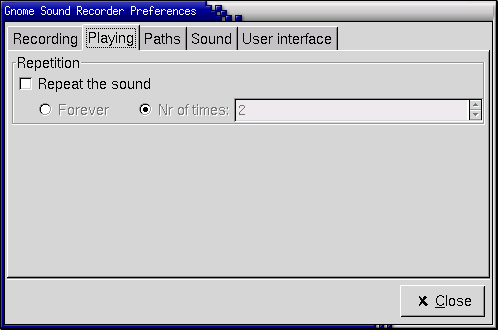 Gnome Sound Recorder Preferences
Recording Playing Paths Sound User interface
Repetition
Repeat the sound
Forever Nr of times: 2
Close